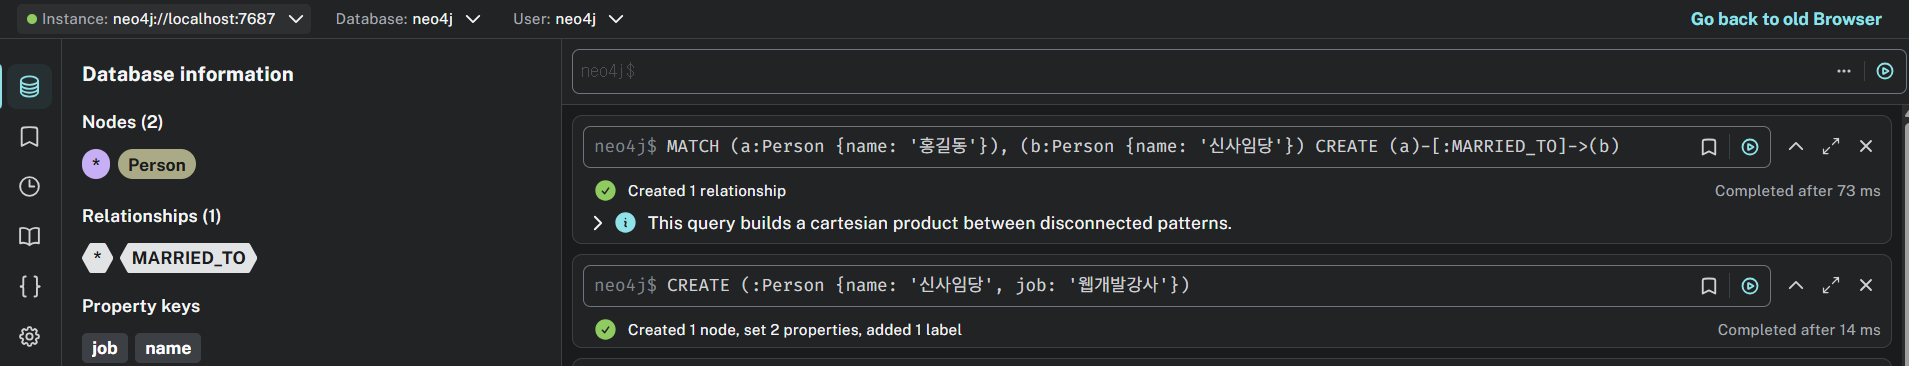 Instance: neo4j://localhost:7687 Database: neo4j User: neo4j Go back to old Browser
Database information
Nodes (2)
* Person
Relationships (1)
* MARRIED_TO
Property keys
job name
neo4j$
neo4j$ MATCH (a:Person {name: '홍길동'}), (b:Person {name: '신사임당'}) CREATE (a)-[:MARRIED_TO]->(b)
Created 1 relationship Completed after 73 ms
This query builds a cartesian product between disconnected patterns.
neo4j$ CREATE (:Person {name: '신사임당', job: '웹개발강사'})
Created 1 node, set 2 properties, added 1 label Completed after 14 ms